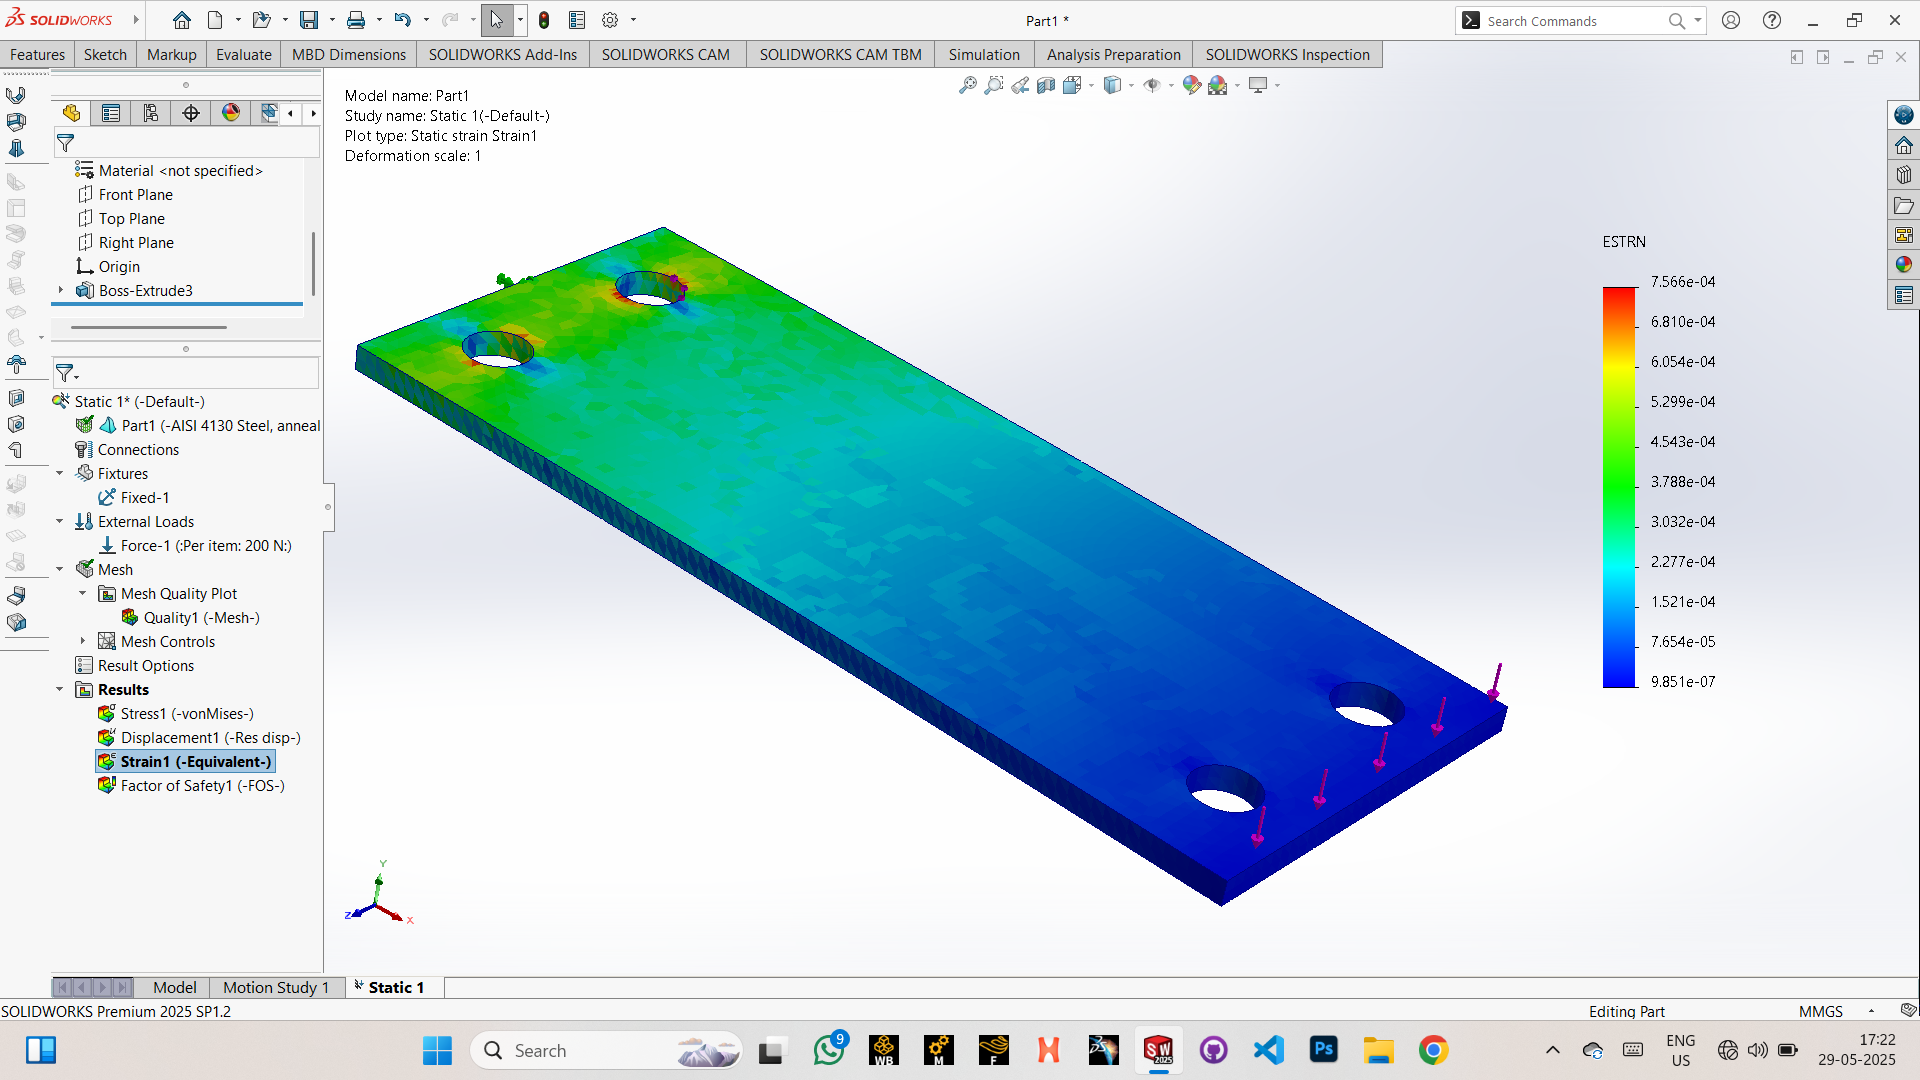 SOLIDWORKS
Part1 *
Search Commands
Features
Sketch
Markup
Evaluate
MBD Dimensions
SOLIDWORKS Add-Ins
SOLIDWORKS CAM
SOLIDWORKS CAM TBM
Simulation
Analysis Preparation
SOLIDWORKS Inspection
Material <not specified>
Front Plane
Top Plane
Right Plane
Origin
Boss-Extrude3
Static 1* (-Default-)
Part1 (-AISI 4130 Steel, anneal
Connections
Fixtures
Fixed-1
External Loads
Force-1 (:Per item: 200 N:)
Mesh
Mesh Quality Plot
Quality1 (-Mesh-)
Mesh Controls
Result Options
Results
Stress1 (-vonMises-)
Displacement1 (-Res disp-)
Strain1 (-Equivalent-)
Factor of Safety1 (-FOS-)
Model name: Part1
Study name: Static 1(-Default-)
Plot type: Static strain Strain1
Deformation scale: 1
ESTRN
7.566e-04
6.810e-04
6.054e-04
5.299e-04
4.543e-04
3.788e-04
3.032e-04
2.277e-04
1.521e-04
7.654e-05
9.851e-07
Y
Z
X
Model
Motion Study 1
Static 1
SOLIDWORKS Premium 2025 SP1.2
Editing Part
MMGS
Search
9
WB
M
F
SW
2025
Ps
ENG
US
17:22
29-05-2025